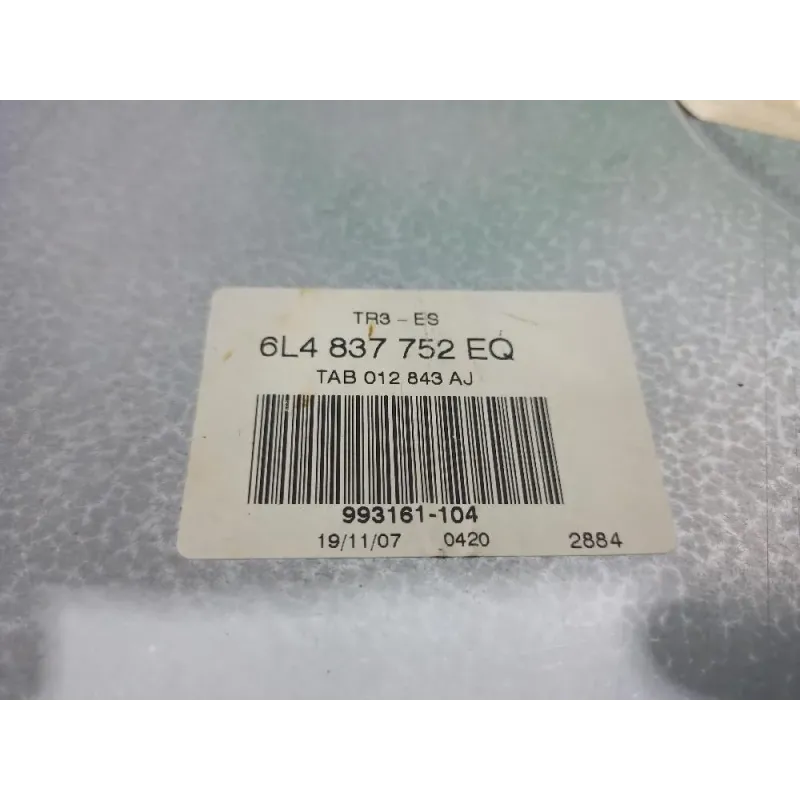 TR3 - ES
6L4 837 752 EQ
TAB 012 843 AJ
993161-104
19/11/07 0420 2884